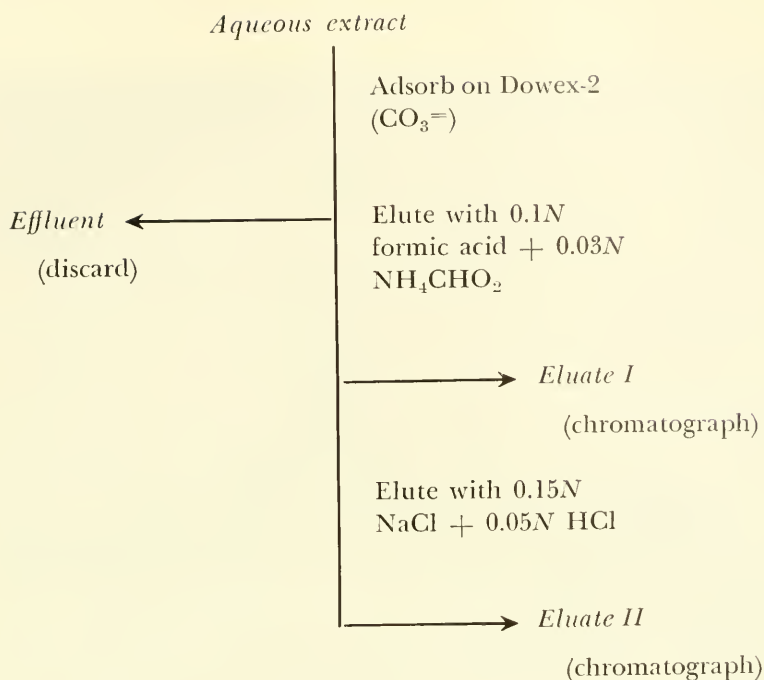 Aqueous extract
Adsorb on Dowex-2
(CO₃=)
Effluent
(discard)
Elute with 0.1N
formic acid + 0.03N
NH₄CHO₂
Eluate I
(chromatograph)
Elute with 0.15N
NaCl + 0.05N HCl
Eluate II
(chromatograph)